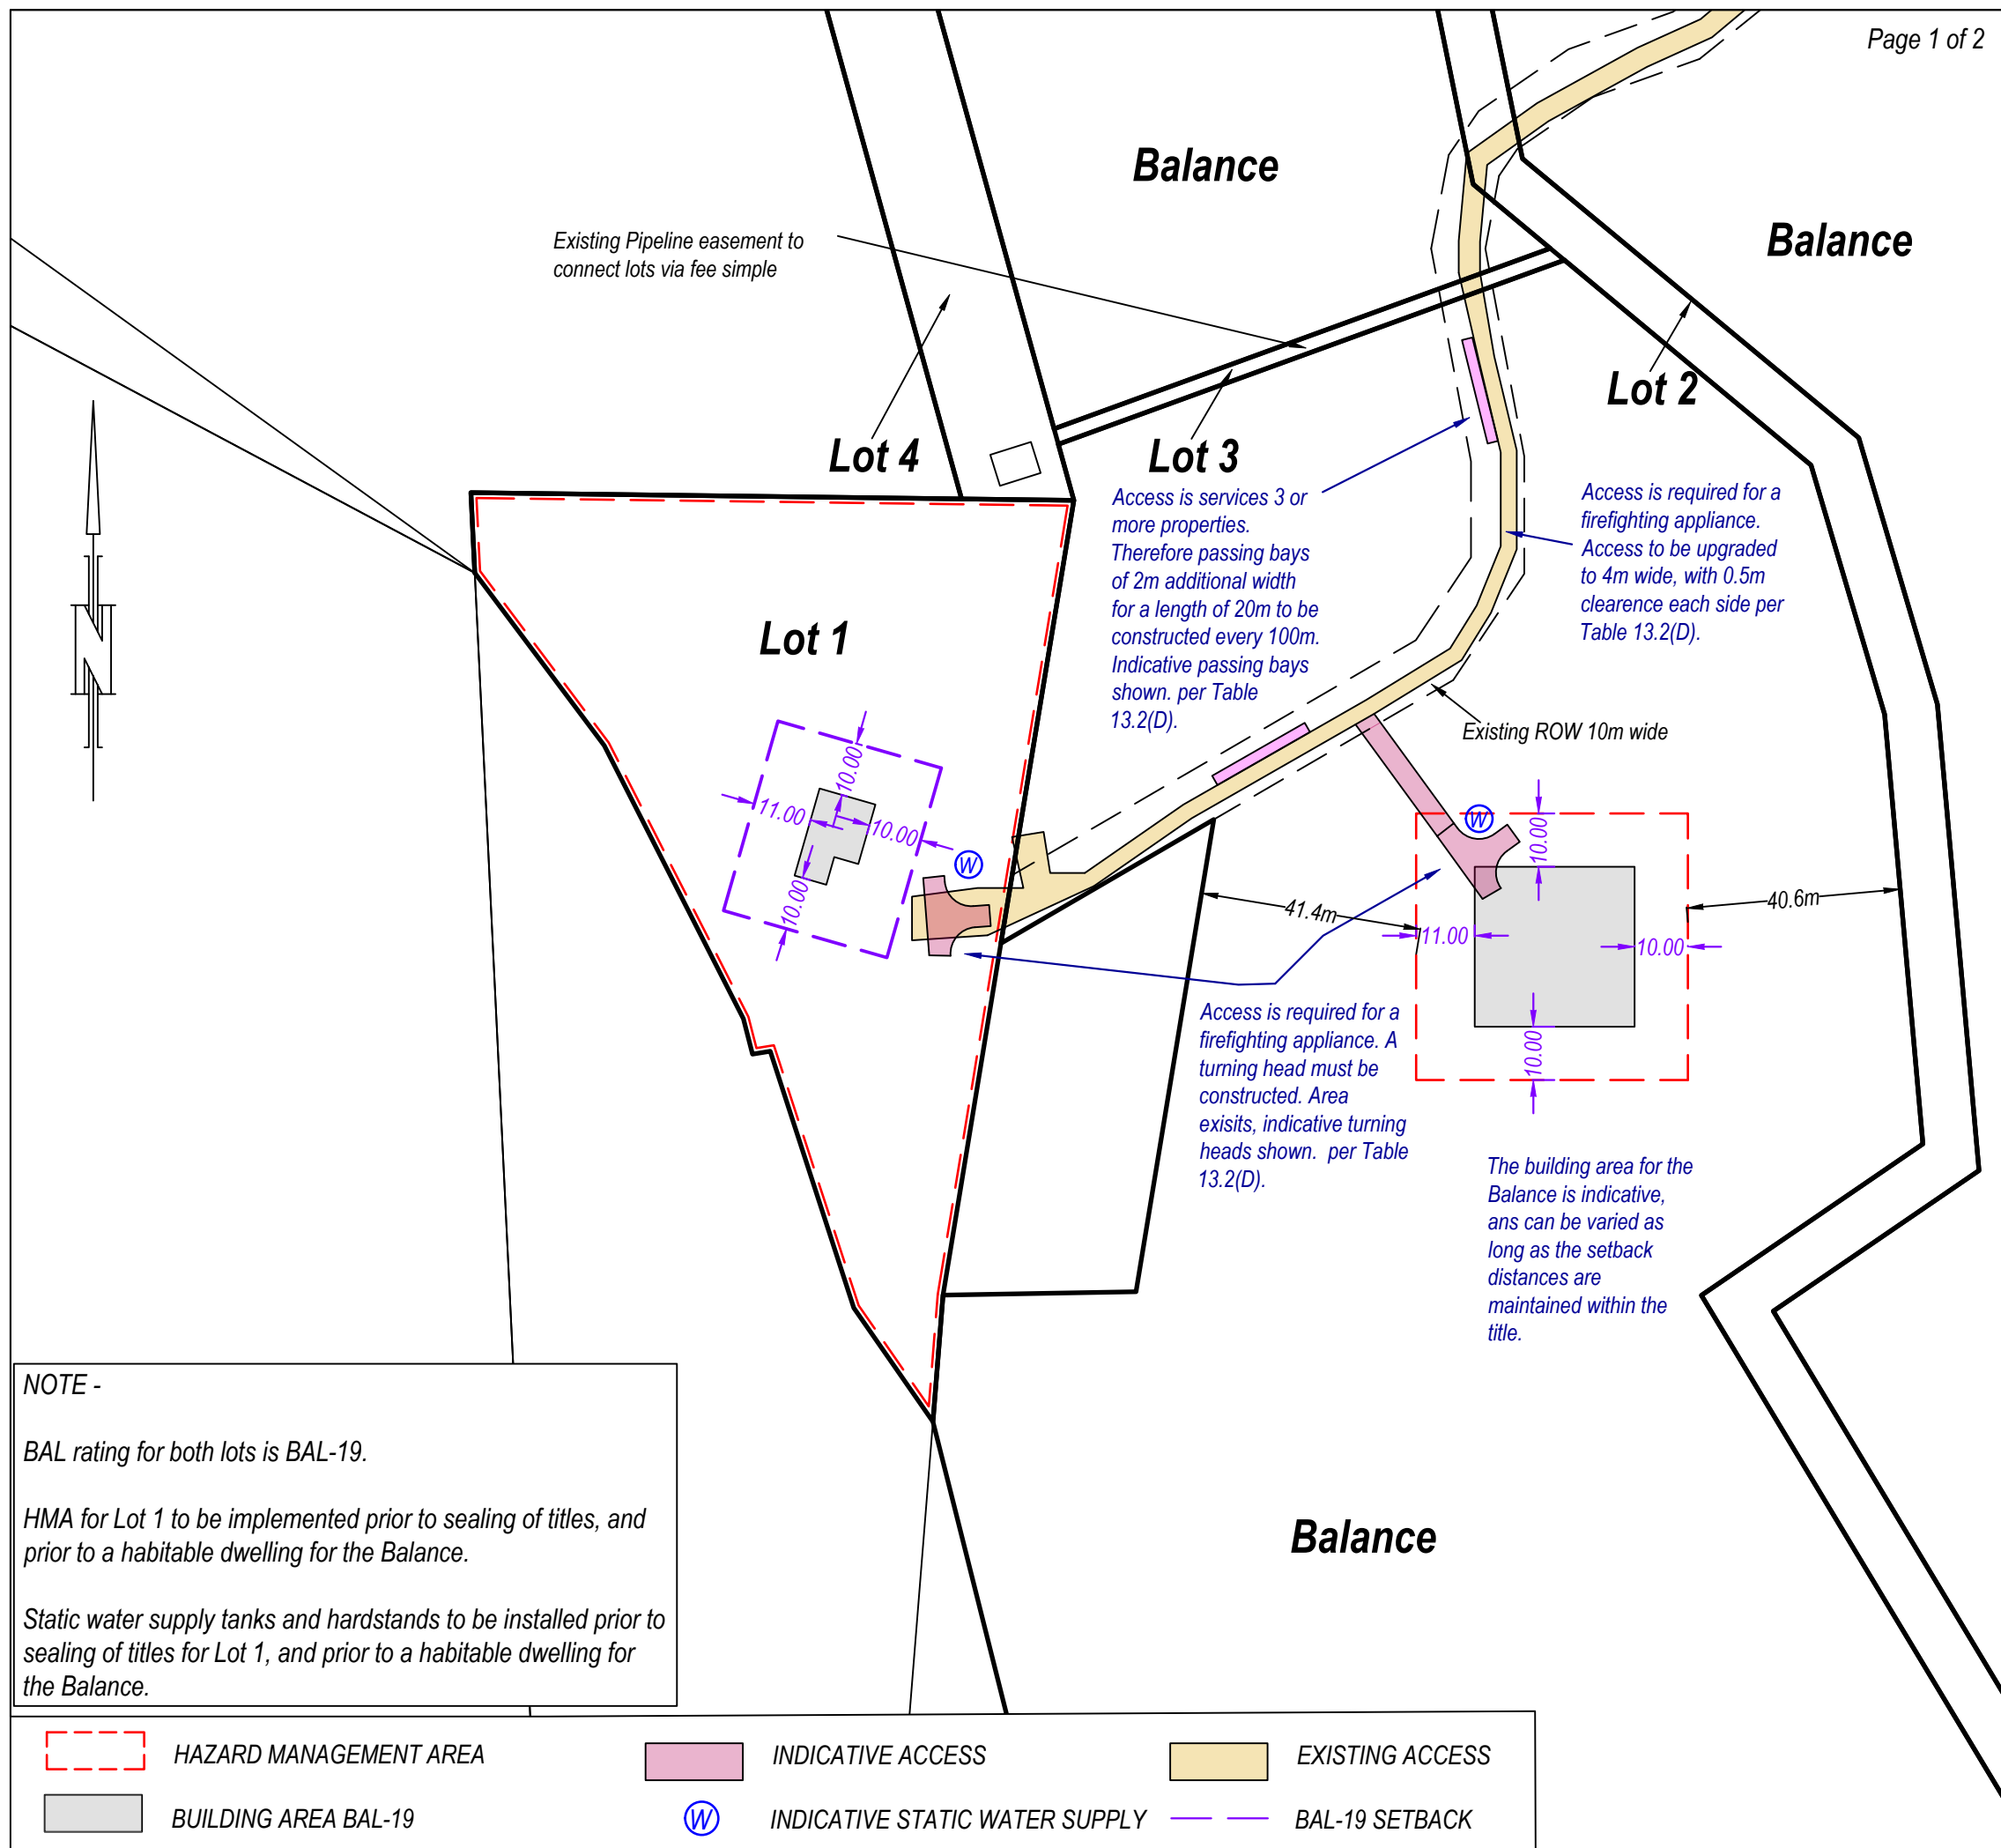 Page 1 of 2
Balance
Balance
Existing Pipeline easement to
connect lots via fee simple
Lot 2
Lot 4
Lot 3
Access is services 3 or
more properties.
Therefore passing bays
of 2m additional width
for a length of 20m to be
constructed every 100m.
Indicative passing bays
shown. per Table
13.2(D).
Access is required for a
firefighting appliance.
Access to be upgraded
to 4m wide, with 0.5m
clearence each side per
Table 13.2(D).
N
Lot 1
Existing ROW 10m wide
10.00
11.00
10.00
10.00
W
W
10.00
41.4m
40.6m
11.00
10.00
10.00
Access is required for a
firefighting appliance. A
turning head must be
constructed. Area
exisits, indicative turning
heads shown. per Table
13.2(D).
The building area for the
Balance is indicative,
ans can be varied as
long as the setback
distances are
maintained within the
title.
Balance
NOTE -
BAL rating for both lots is BAL-19.
HMA for Lot 1 to be implemented prior to sealing of titles, and
prior to a habitable dwelling for the Balance.
Static water supply tanks and hardstands to be installed prior to
sealing of titles for Lot 1, and prior to a habitable dwelling for
the Balance.
HAZARD MANAGEMENT AREA
INDICATIVE ACCESS
EXISTING ACCESS
BUILDING AREA BAL-19
W
INDICATIVE STATIC WATER SUPPLY
BAL-19 SETBACK